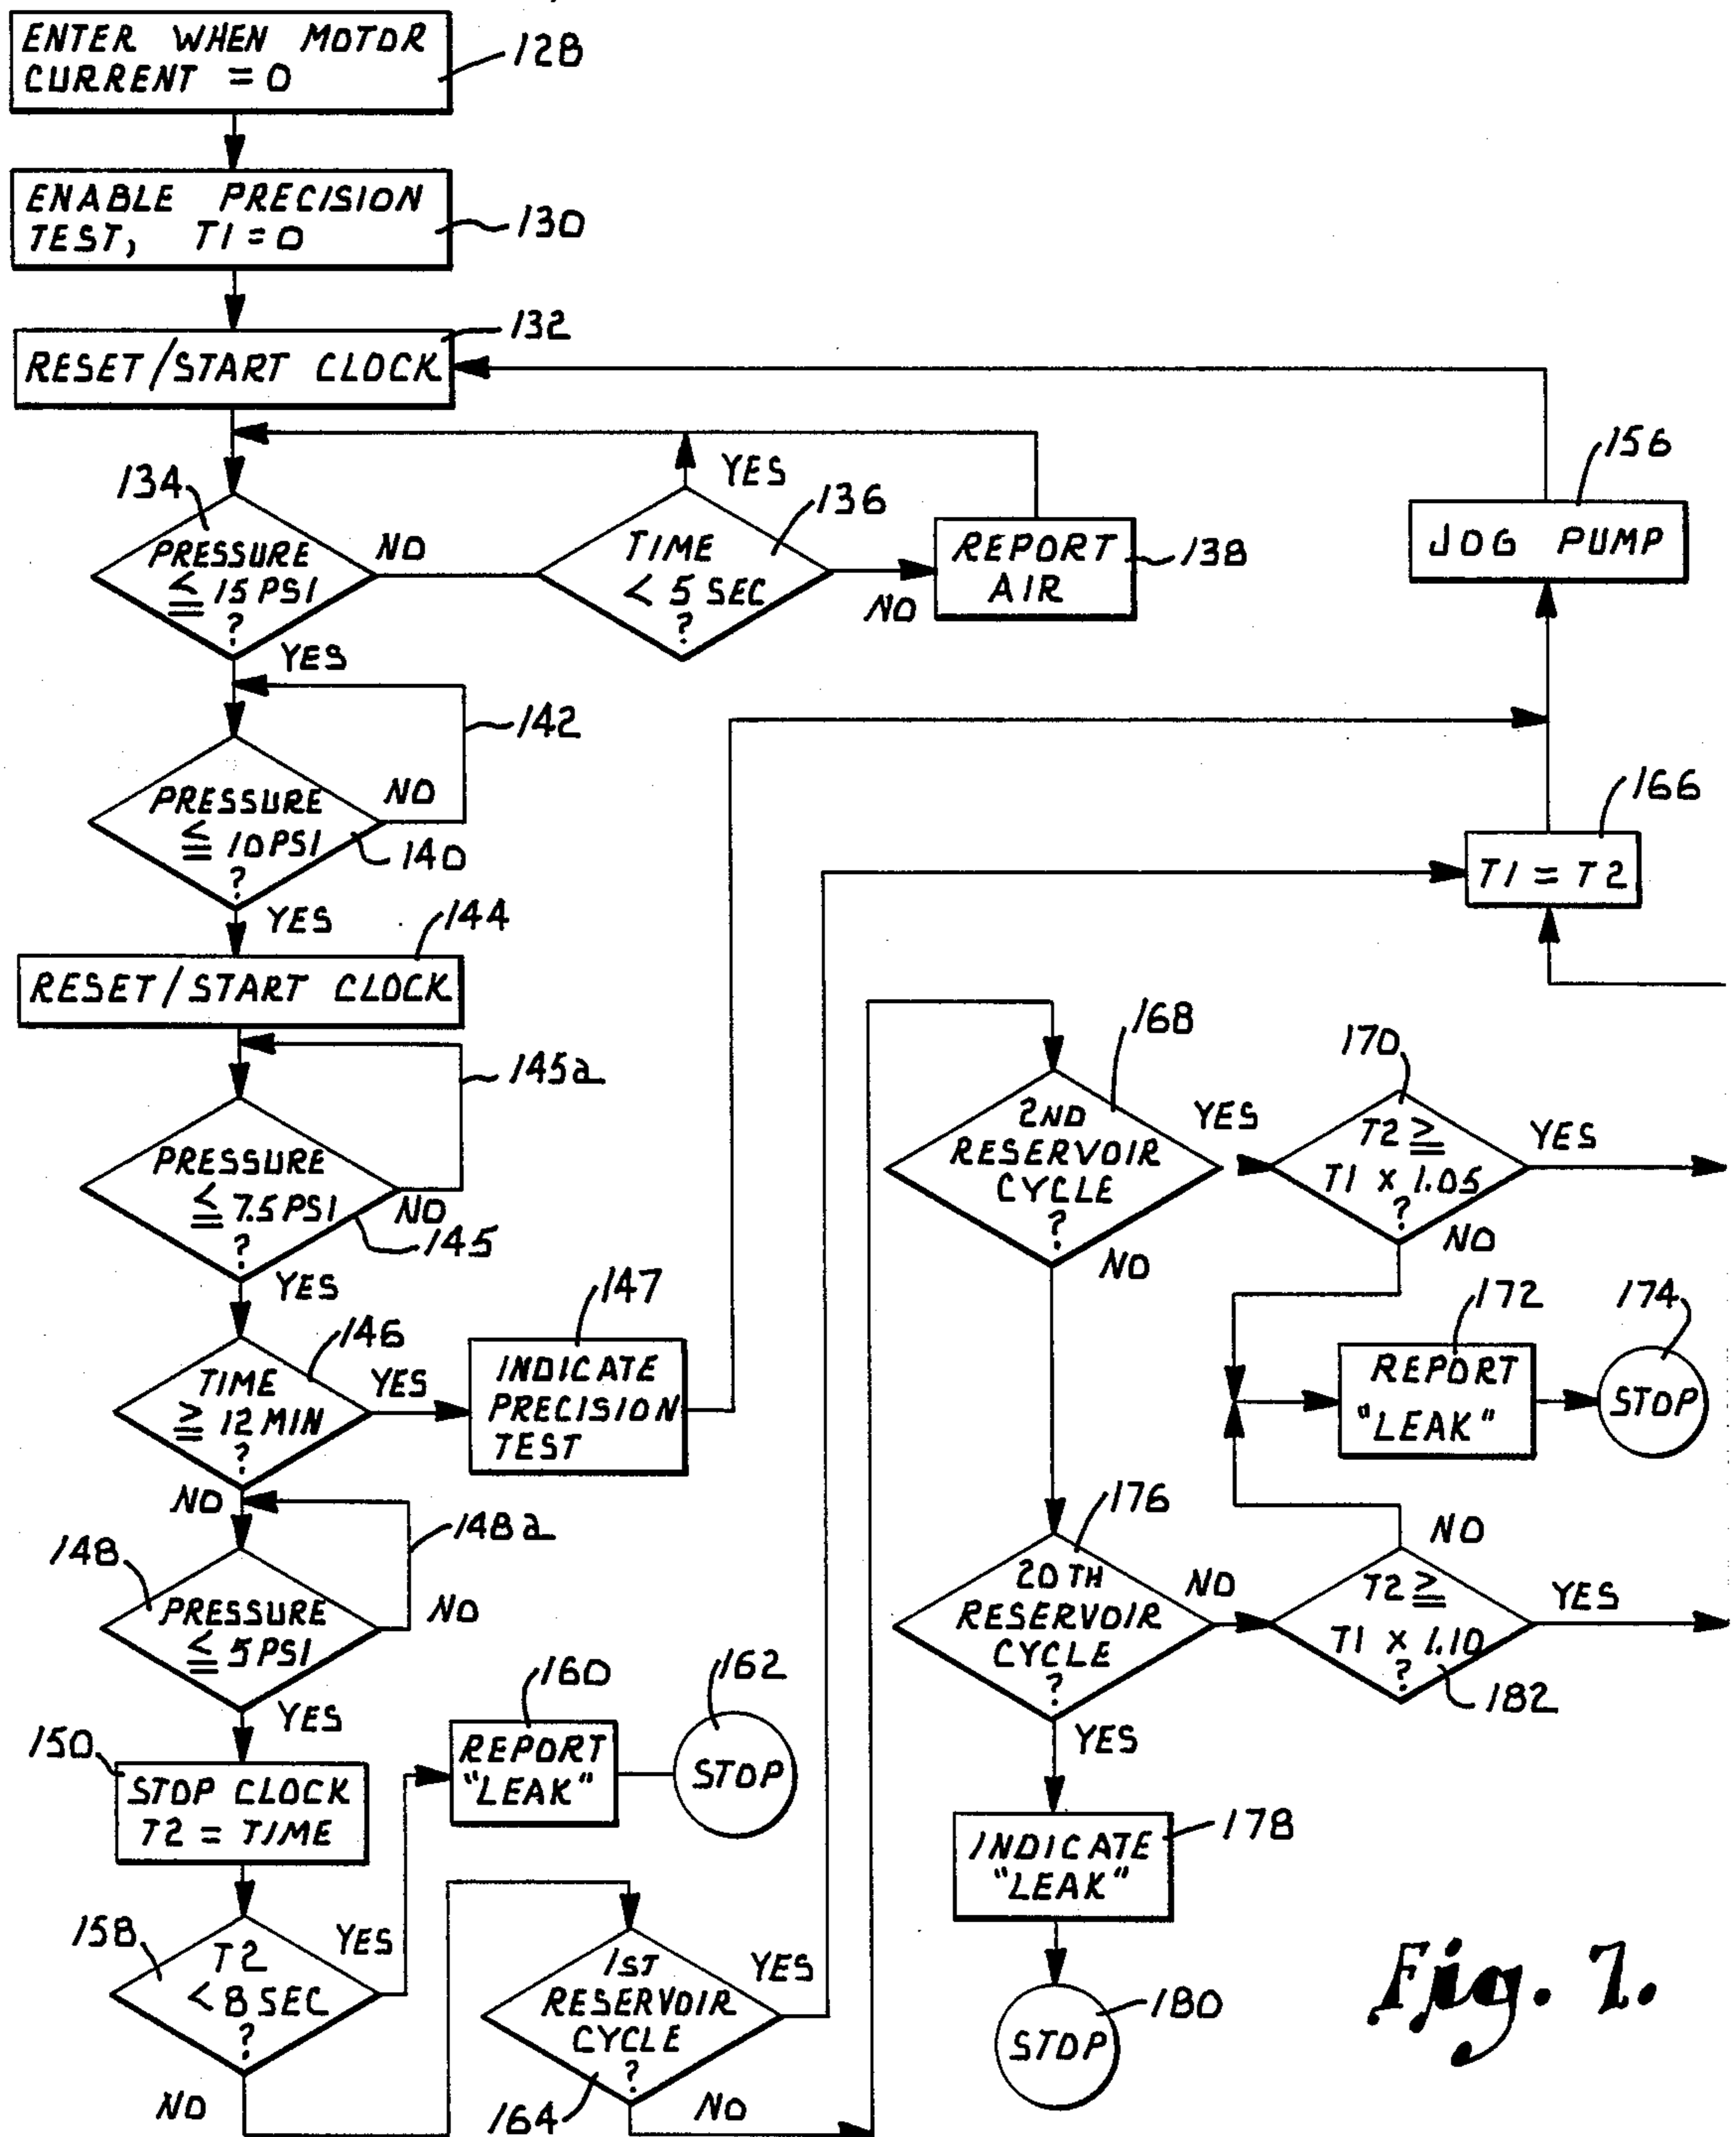 ENTER WHEN MOTOR
CURRENT = 0
128
ENABLE PRECISION
TEST, T1 = 0
130
132
RESET/START CLOCK
134
PRESSURE
≤ 15 PSI
?
NO
YES
YES
TIME
< 5 SEC
?
136
NO
REPORT
AIR
138
156
JOG PUMP
142
PRESSURE
≤ 10 PSI
?
NO
140
YES
166
T1 = T2
144
RESET/START CLOCK
145a
PRESSURE
≤ 7.5 PSI
?
NO
145
YES
146
TIME
≥ 12 MIN
?
YES
NO
147
INDICATE
PRECISION
TEST
148a
148
PRESSURE
≤ 5 PSI
?
NO
YES
150
STOP CLOCK
T2 = TIME
158
T2
< 8 SEC
?
YES
NO
160
REPORT
"LEAK"
162
STOP
1ST
RESERVOIR
CYCLE
?
YES
164
NO
168
2ND
RESERVOIR
CYCLE
?
YES
NO
170
T2 ≥
T1 x 1.05
?
YES
NO
172
REPORT
"LEAK"
174
STOP
176
20TH
RESERVOIR
CYCLE
?
NO
YES
NO
T2 ≥
T1 x 1.10
?
YES
182
INDICATE
"LEAK"
178
STOP
180
Fig. 7.